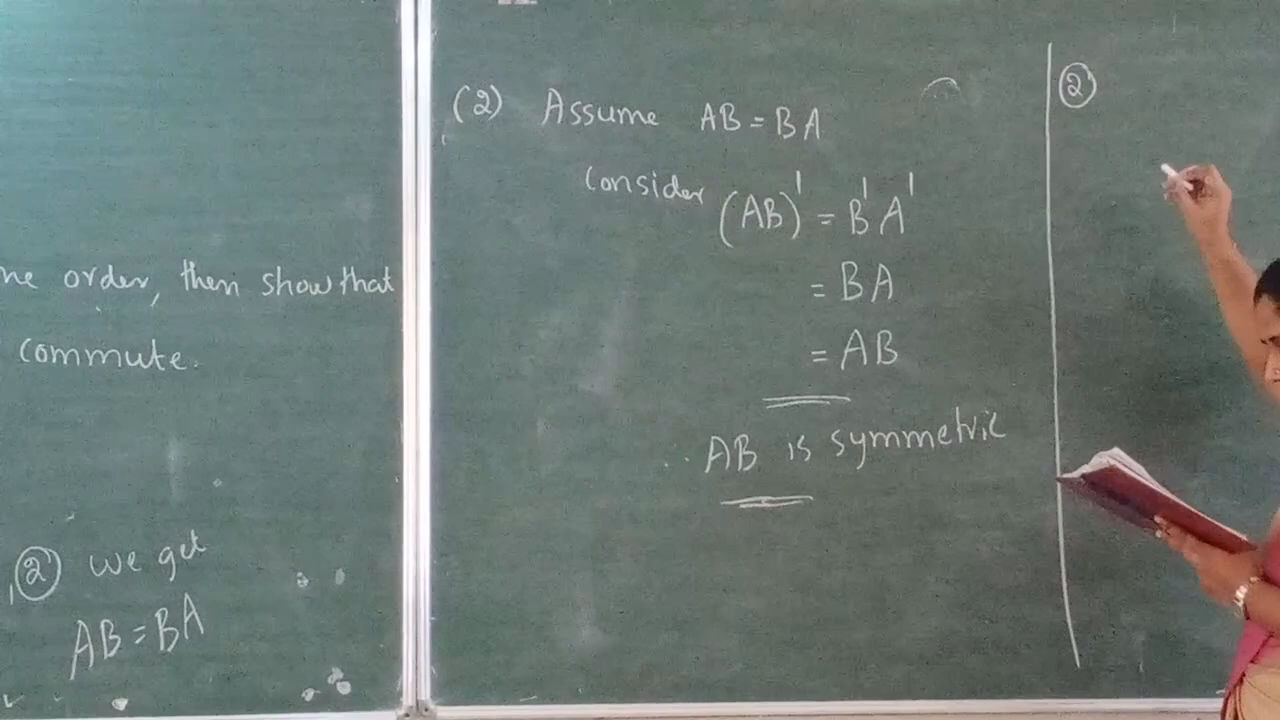 order, then show that
commute.
② we get
AB = BA
(2) Assume AB = BA
Consider (AB)' = B'A'
= BA
= AB
∴ AB is symmetric
②